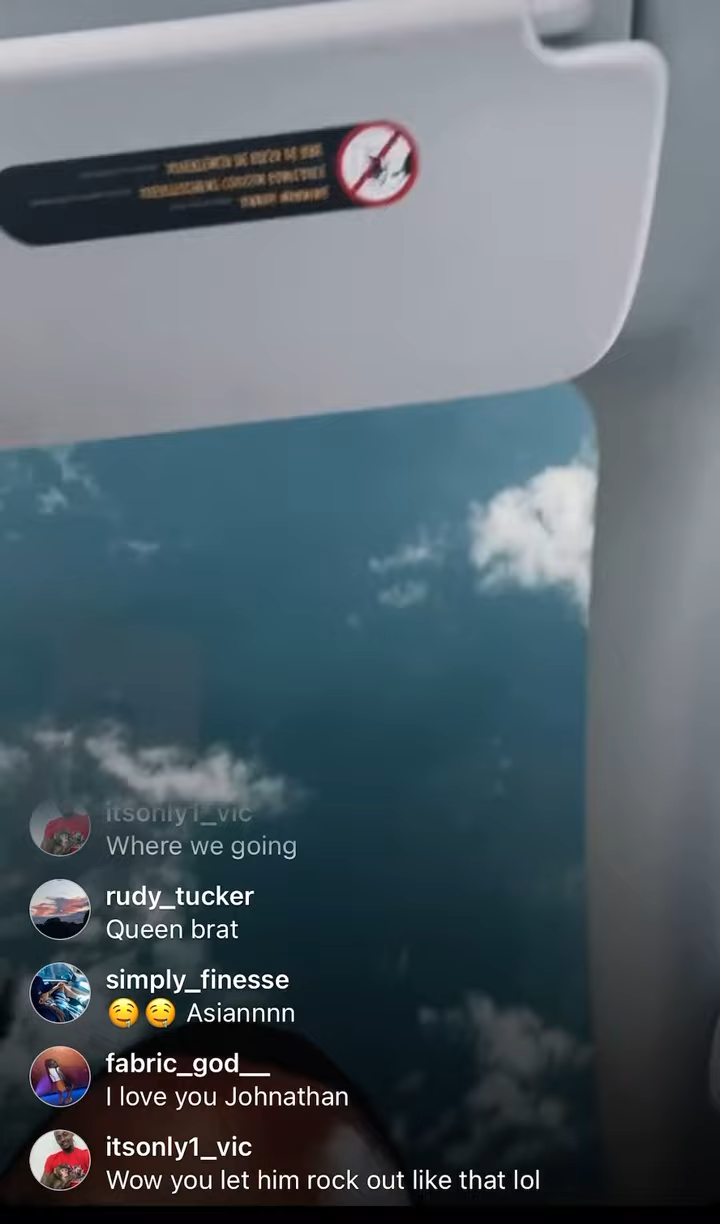 itsonly1_vic
Where we going
rudy_tucker
Queen brat
simply_finesse
🤤🤤 Asiannnn
fabric_god__
I love you Johnathan
itsonly1_vic
Wow you let him rock out like that lol